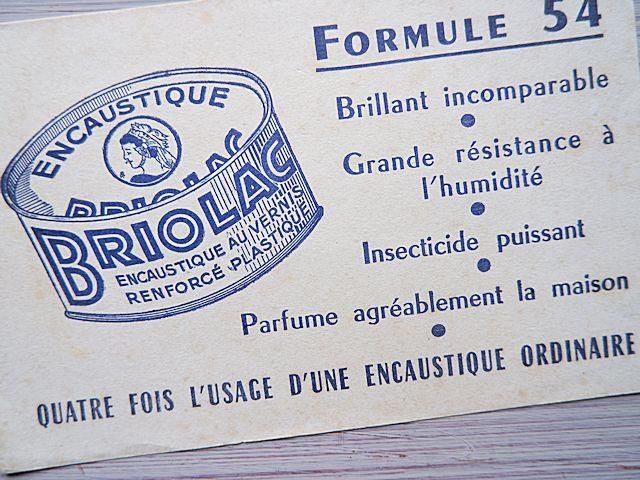 FORMULE 54
ENCAUSTIQUE
BRIOLAC
BRIOLAC
ENCAUSTIQUE AU VERNIS
RENFORCÉ PLASTIQUE
Brillant incomparable
Grande résistance à
l'humidité
Insecticide puissant
Parfume agréablement la maison
QUATRE FOIS L'USAGE D'UNE ENCAUSTIQUE ORDINAIRE